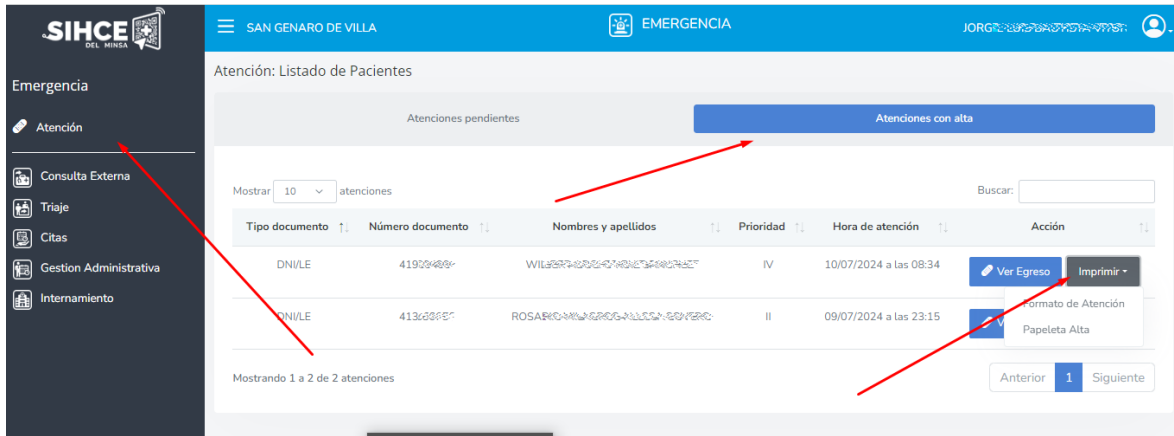 SIHCE
DEL MINSA
SAN GENARO DE VILLA
EMERGENCIA
Emergencia
Atención
Consulta Externa
Triaje
Citas
Gestion Administrativa
Internamiento
Atención: Listado de Pacientes
Atenciones pendientes
Atenciones con alta
Mostrar 10 atenciones
Buscar:
Tipo documento Número documento Nombres y apellidos Prioridad Hora de atención Acción
DNI/LE IV 10/07/2024 a las 08:34 Ver Egreso Imprimir
Formato de Atención
DNI/LE II 09/07/2024 a las 23:15
Papeleta Alta
Mostrando 1 a 2 de 2 atenciones
Anterior 1 Siguiente